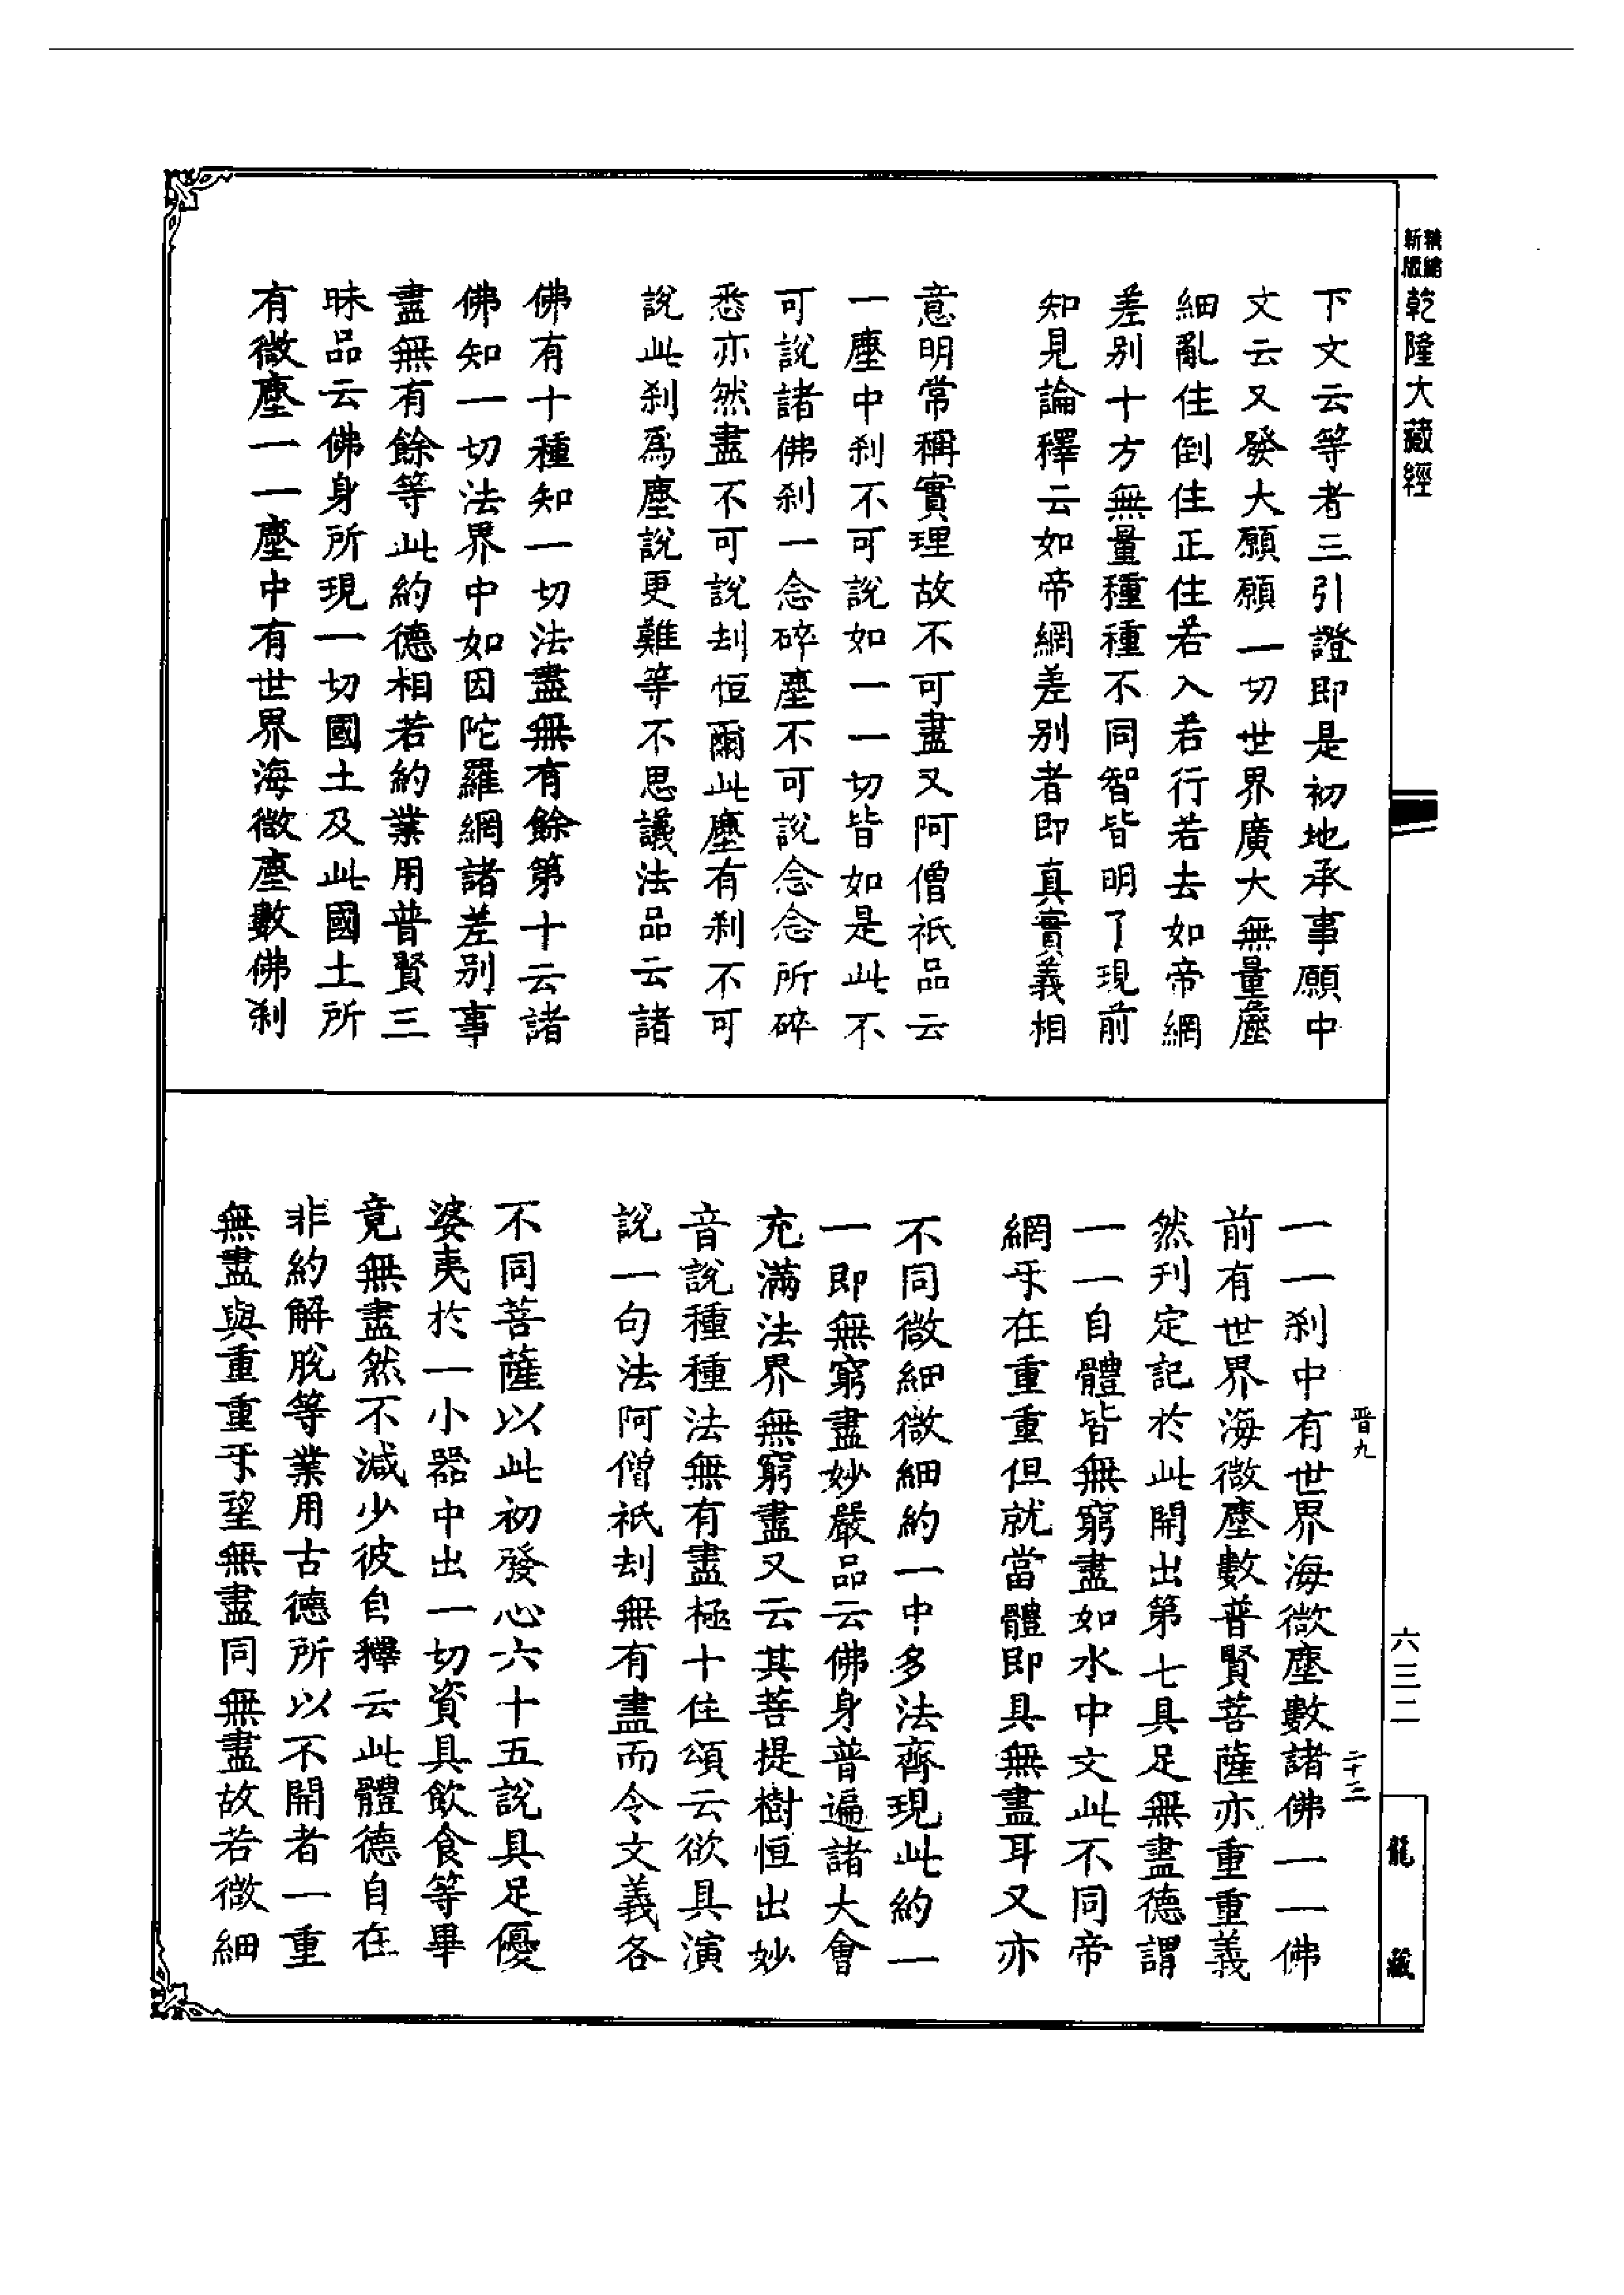 精縮新版乾隆大藏經
下文云等者三引證即是初地承事願中
文云又發大願願一切世界廣大無量麤
細亂住倒住正住若入若行若去如帝網
差別十方無量種種不同智皆明了現前
知見論釋云如帝網差別者即真實義相
意明常稱實理故不可盡又阿僧祇品云
一塵中刹不可說如一一切皆如是此不
可說諸佛刹一念碎塵不可說念念所碎
悉亦然盡不可說刦恒爾此塵有刹不可
說此刹爲塵說更難等不思議法品云諸
佛有十種知一切法盡無有餘第十云諸
佛知一切法界中如因陀羅網諸差別事
盡無有餘等此約德相若約業用普賢三
昧品云佛身所現一切國土及此國土所
有微塵一一塵中有世界海微塵數佛刹
一一刹中有世界海微塵數諸佛一一佛
前有世界海微塵數普賢菩薩亦重重義
然刋定記於此開出第七具足無盡德謂
一一自體皆無窮盡如水中文此不同帝
網𠄔在重重但就當體即具無盡耳又亦
不同微細微細約一中多法齊現此約一
一即無窮盡妙嚴品云佛身普遍諸大會
充滿法界無窮盡又云其菩提樹恒出妙
音說種種法無有盡極十住頌云欲具演
說一句法阿僧祇刦無有盡而令文義各
不同菩薩以此初發心六十五說具足優
婆夷於一小器中出一切資具飲食等畢
竟無盡然不減少彼自釋云此體德自在
非約解脫等業用古德所以不開者一重
無盡與重重𠄔望無盡同無盡故若微細
晋九
二十三
六三二
龍藏